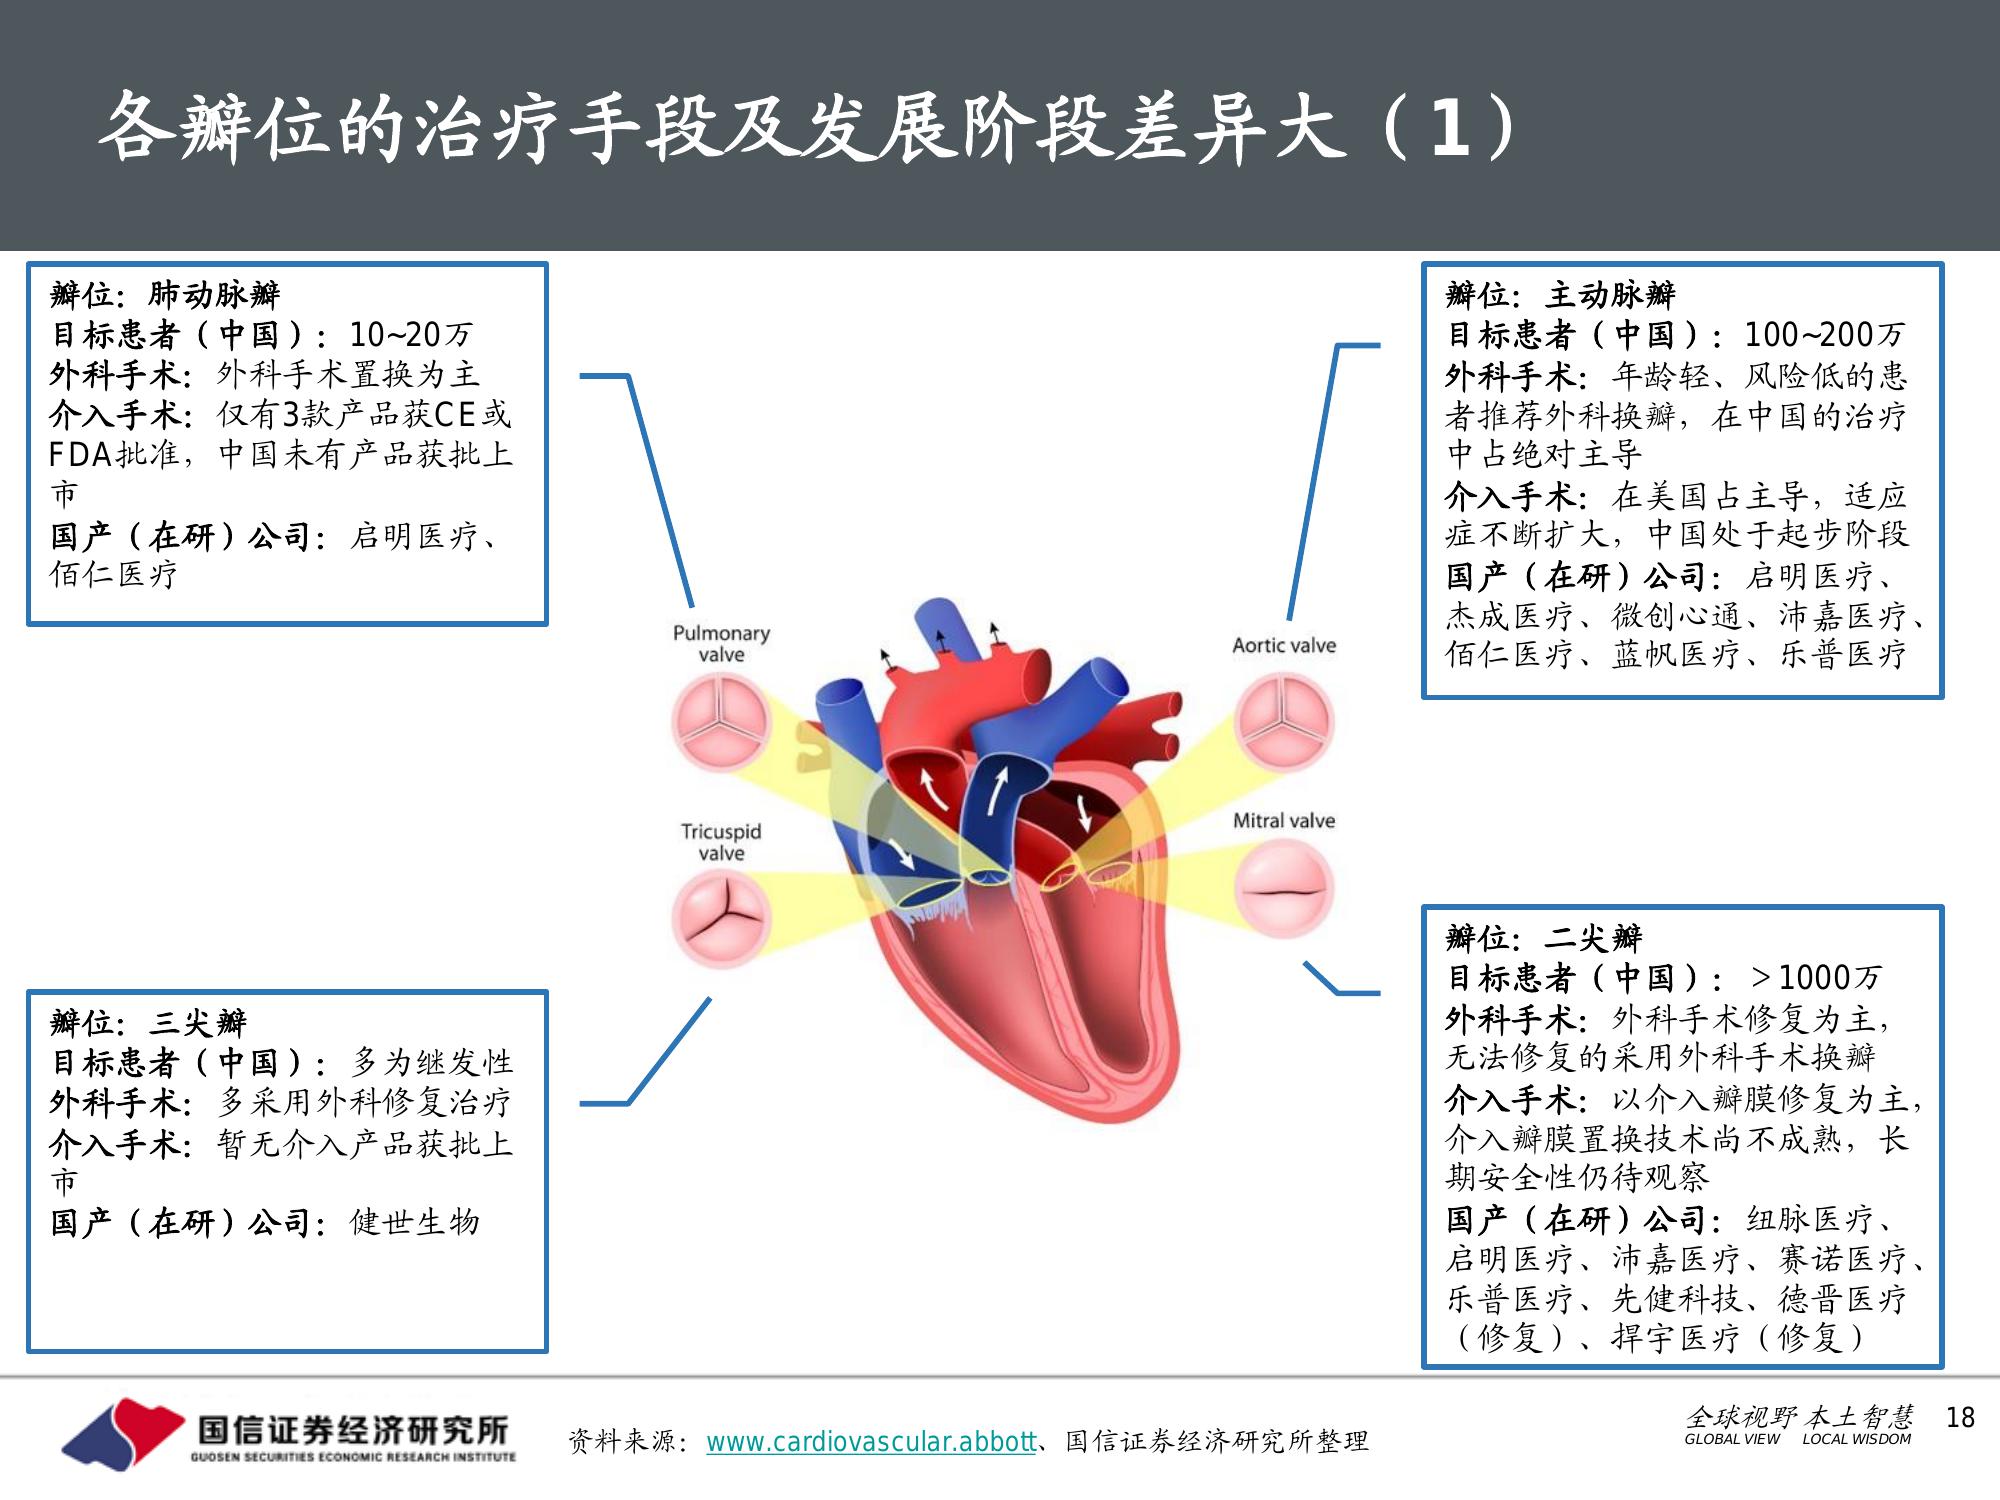 各瓣位的治疗手段及发展阶段差异大（1）
瓣位：肺动脉瓣
目标患者（中国）：10~20万
外科手术：外科手术置换为主
介入手术：仅有3款产品获CE或
FDA批准，中国未有产品获批上
市
国产（在研）公司：启明医疗、
佰仁医疗
瓣位：主动脉瓣
目标患者（中国）：100~200万
外科手术：年龄轻、风险低的患
者推荐外科换瓣，在中国的治疗
中占绝对主导
介入手术：在美国占主导，适应
症不断扩大，中国处于起步阶段
国产（在研）公司：启明医疗、
杰成医疗、微创心通、沛嘉医疗、
佰仁医疗、蓝帆医疗、乐普医疗
Pulmonary
valve
Aortic valve
Tricuspid
valve
Mitral valve
瓣位：三尖瓣
目标患者（中国）：多为继发性
外科手术：多采用外科修复治疗
介入手术：暂无介入产品获批上
市
国产（在研）公司：健世生物
瓣位：二尖瓣
目标患者（中国）：＞1000万
外科手术：外科手术修复为主，
无法修复的采用外科手术换瓣
介入手术：以介入瓣膜修复为主，
介入瓣膜置换技术尚不成熟，长
期安全性仍待观察
国产（在研）公司：纽脉医疗、
启明医疗、沛嘉医疗、赛诺医疗、
乐普医疗、先健科技、德晋医疗
（修复）、捍宇医疗（修复）
国信证券经济研究所
GUOSEN SECURITIES ECONOMIC RESEARCH INSTITUTE
资料来源：www.cardiovascular.abbott、国信证券经济研究所整理
全球视野 本土智慧
GLOBAL VIEW LOCAL WISDOM
18